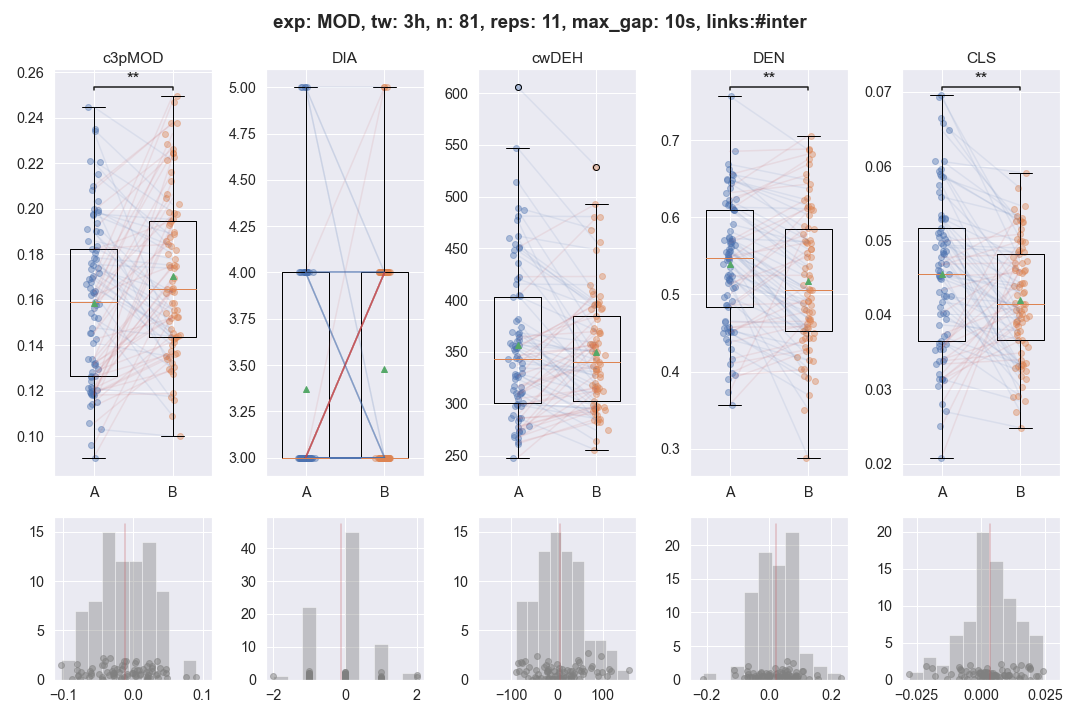 exp: MOD, tw: 3h, n: 81, reps: 11, max_gap: 10s, links:#inter
c3pMOD DIA cwDEH DEN CLS
** ** **
0.26 0.24 0.22 0.20 0.18 0.16 0.14 0.12 0.10
A B
5.00 4.75 4.50 4.25 4.00 3.75 3.50 3.25 3.00
A B
600 550 500 450 400 350 300 250
A B
0.7 0.6 0.5 0.4 0.3
A B
0.07 0.06 0.05 0.04 0.03 0.02
A B
15 10 5 0
−0.1 0.0 0.1
40 30 20 10 0
−2 0 2
15 10 5 0
−100 0 100
20 15 10 5 0
−0.2 0.0 0.2
20 15 10 5 0
−0.025 0.000 0.025